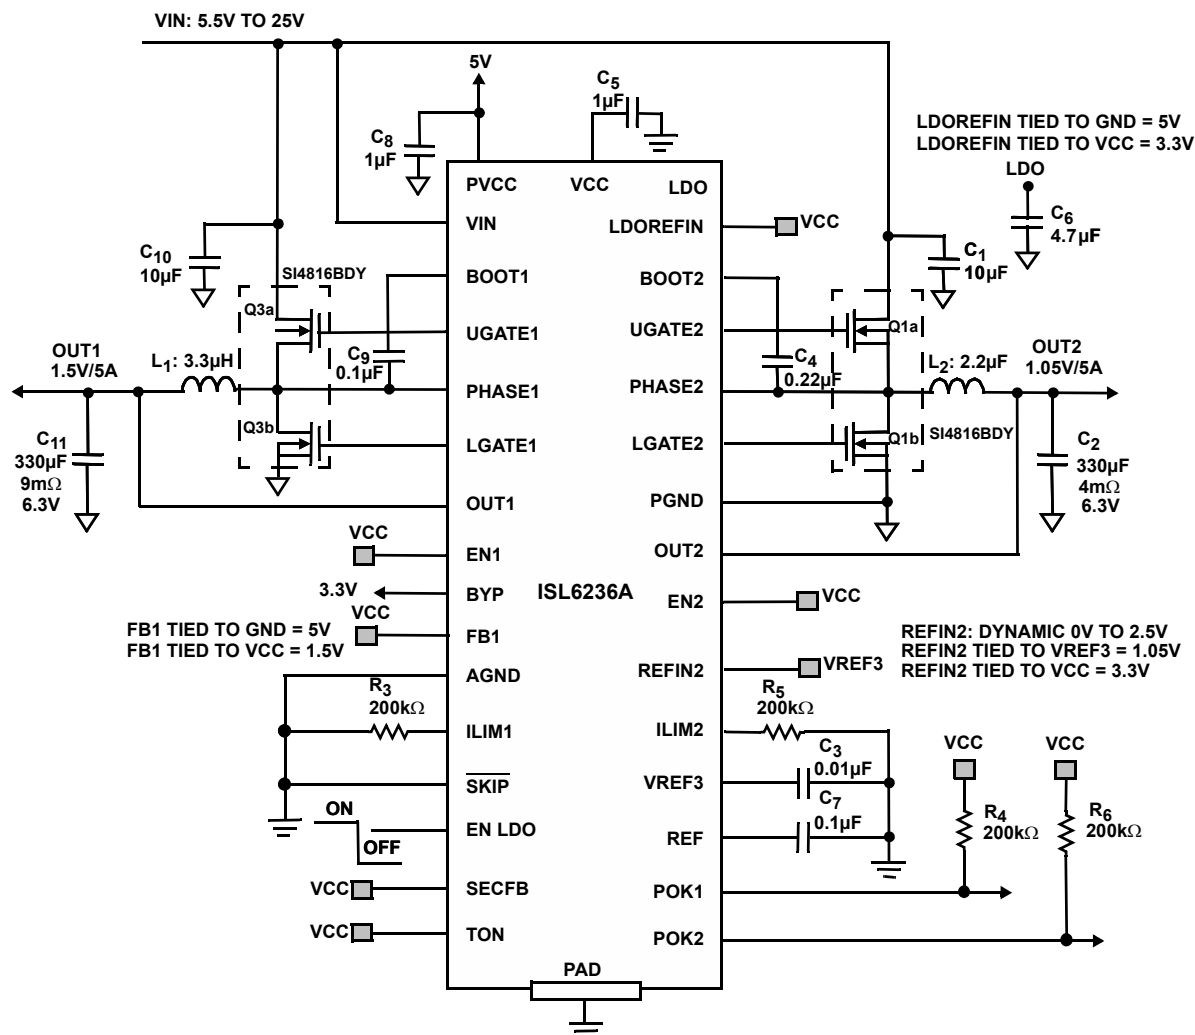 VIN: 5.5V TO 25V
5V
C5
1µF
C8
1µF
LDOREFIN TIED TO GND = 5V
LDOREFIN TIED TO VCC = 3.3V
LDO
C6
4.7µF
PVCC
VCC
LDO
VIN
LDOREFIN
VCC
C10
10µF
SI4816BDY
BOOT1
BOOT2
C1
10µF
Q3a
UGATE1
UGATE2
Q1a
OUT1
1.5V/5A
L1: 3.3µH
C9
0.1µF
C4
0.22µF
L2: 2.2µF
OUT2
1.05V/5A
PHASE1
PHASE2
Q3b
LGATE1
LGATE2
Q1b
SI4816BDY
C11
330µF
9mΩ
6.3V
C2
330µF
4mΩ
6.3V
OUT1
PGND
OUT2
VCC
EN1
3.3V
BYP
ISL6236A
EN2
VCC
VCC
FB1
FB1 TIED TO GND = 5V
FB1 TIED TO VCC = 1.5V
REFIN2: DYNAMIC 0V TO 2.5V
REFIN2 TIED TO VREF3 = 1.05V
REFIN2 TIED TO VCC = 3.3V
AGND
REFIN2
VREF3
R3
200kΩ
R5
200kΩ
ILIM1
ILIM2
C3
0.01µF
VCC
VCC
SKIP
VREF3
C7
0.1µF
R4
200kΩ
R6
200kΩ
ON
OFF
EN LDO
REF
VCC
SECFB
POK1
VCC
TON
POK2
PAD